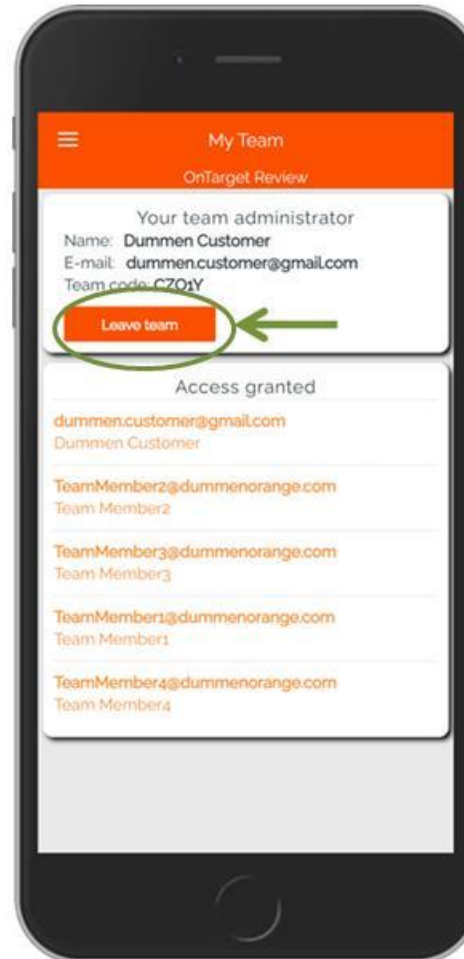 My Team
OnTarget Review
Your team administrator
Name: Dummen Customer
E-mail: dummen.customer@gmail.com
Team code: CZO1Y
Leave team
Access granted
dummen.customer@gmail.com
Dummen Customer
TeamMember2@dummenorange.com
Team Member2
TeamMember3@dummenorange.com
Team Member3
TeamMember1@dummenorange.com
Team Member1
TeamMember4@dummenorange.com
Team Member4